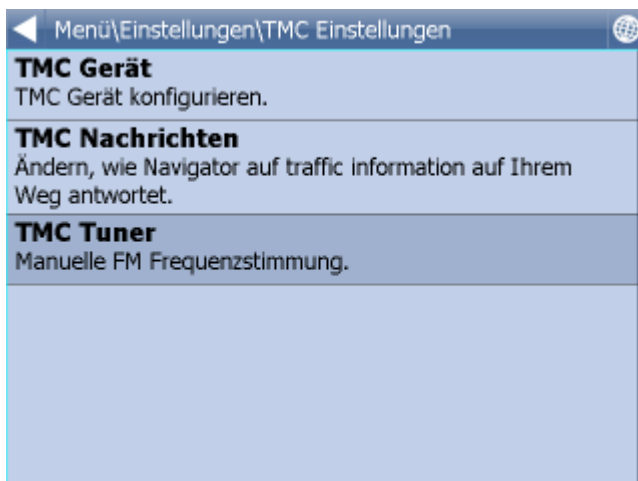 Menü\Einstellungen\TMC Einstellungen
TMC Gerät
TMC Gerät konfigurieren.
TMC Nachrichten
Ändern, wie Navigator auf traffic information auf Ihrem
Weg antwortet.
TMC Tuner
Manuelle FM Frequenzstimmung.